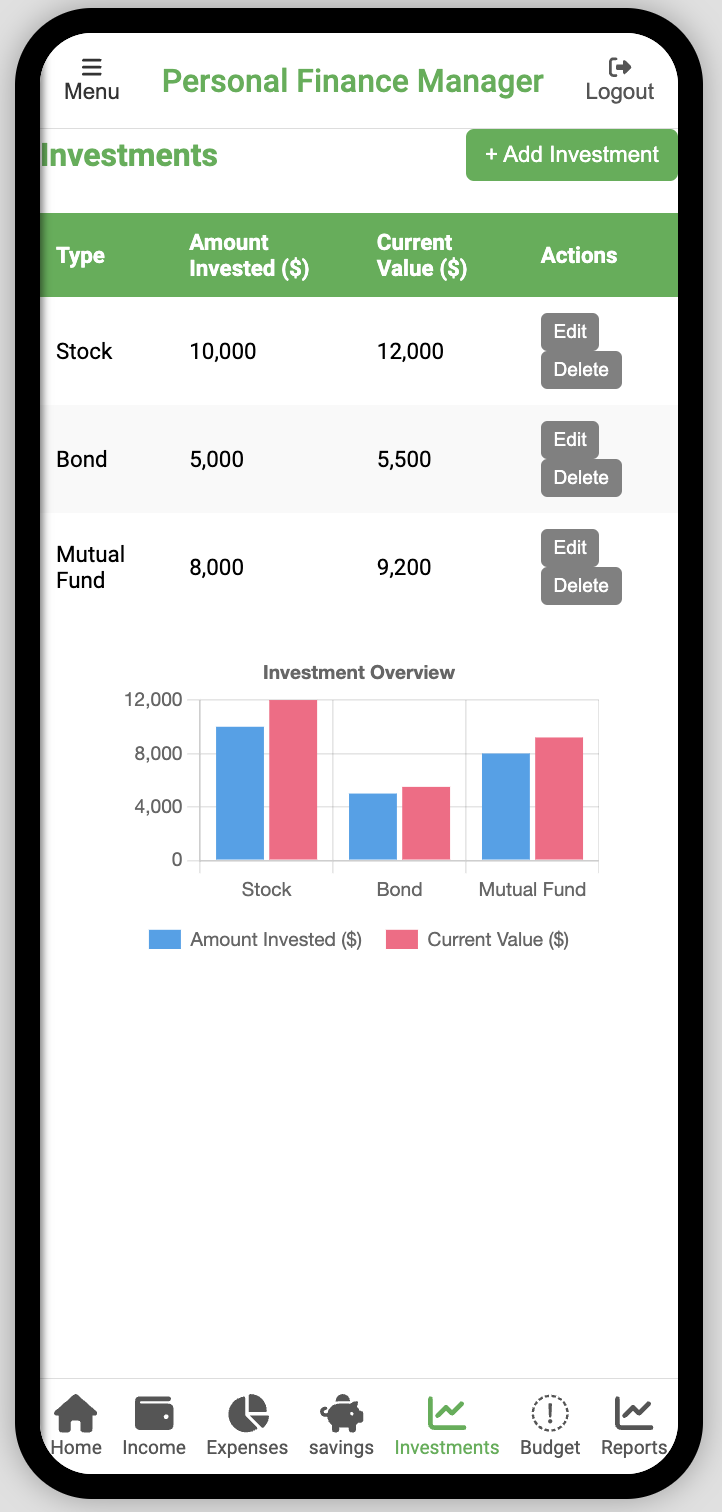 Menu
Personal Finance Manager
Logout
Investments
+ Add Investment
Type
Amount
Invested ($)
Current
Value ($)
Actions
Stock
10,000
12,000
Edit
Delete
Bond
5,000
5,500
Edit
Delete
Mutual
Fund
8,000
9,200
Edit
Delete
Investment Overview
12,000
8,000
4,000
0
Stock
Bond
Mutual Fund
Amount Invested ($)
Current Value ($)
Home
Income
Expenses
savings
Investments
Budget
Reports